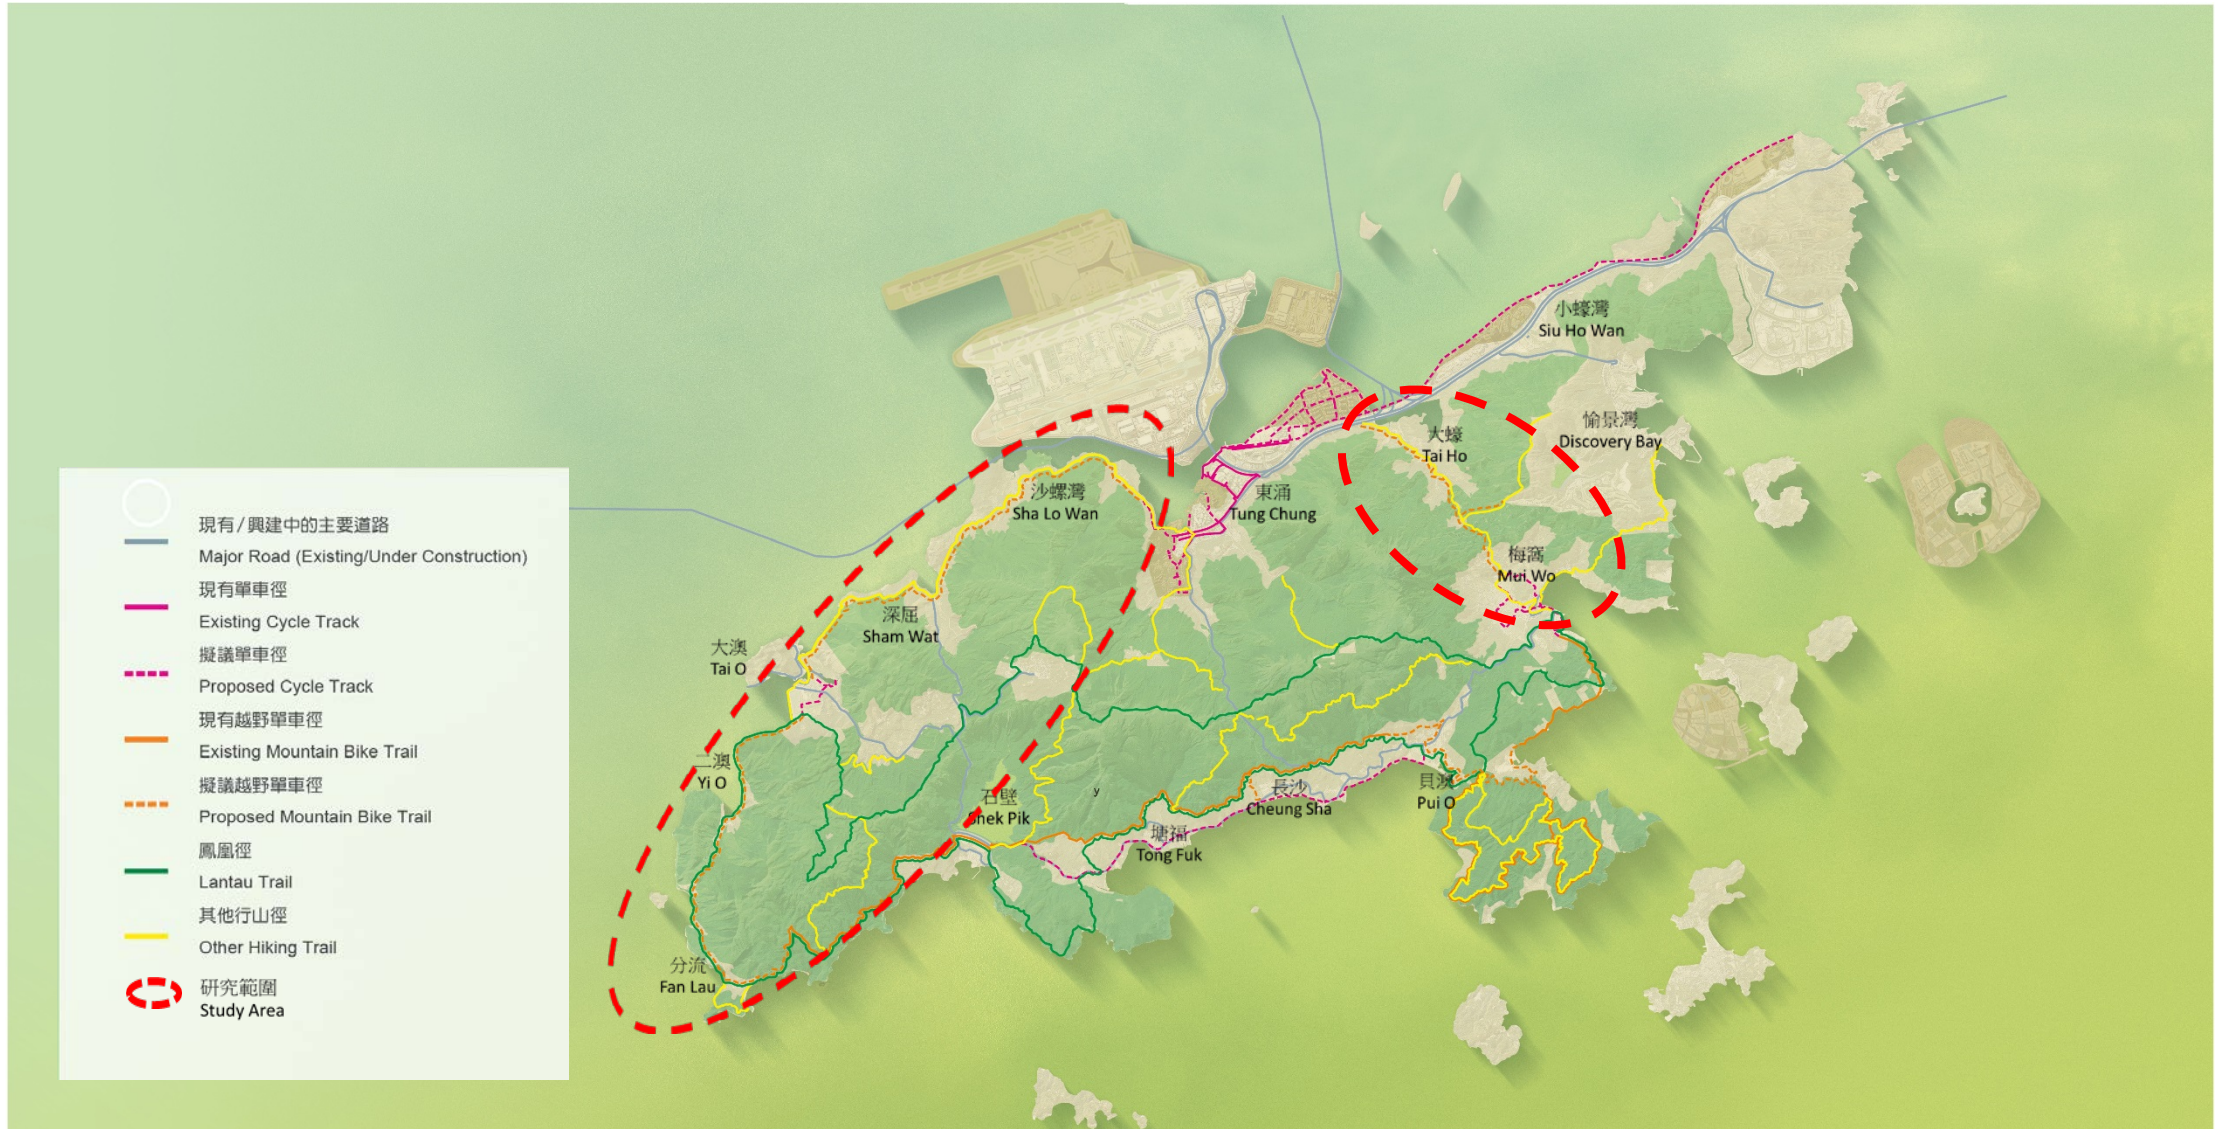 現有/興建中的主要道路
Major Road (Existing/Under Construction)
現有單車徑
Existing Cycle Track
擬議單車徑
Proposed Cycle Track
現有越野單車徑
Existing Mountain Bike Trail
擬議越野單車徑
Proposed Mountain Bike Trail
鳳凰徑
Lantau Trail
其他行山徑
Other Hiking Trail
研究範圍
Study Area
小蠔灣
Siu Ho Wan
愉景灣
Discovery Bay
大蠔
Tai Ho
沙螺灣
Sha Lo Wan
東涌
Tung Chung
梅窩
Mui Wo
深屈
Sham Wat
大澳
Tai O
二澳
Yi O
石壁
Shek Pik
y
長沙
Cheung Sha
貝澳
Pui O
塘福
Tong Fuk
分流
Fan Lau